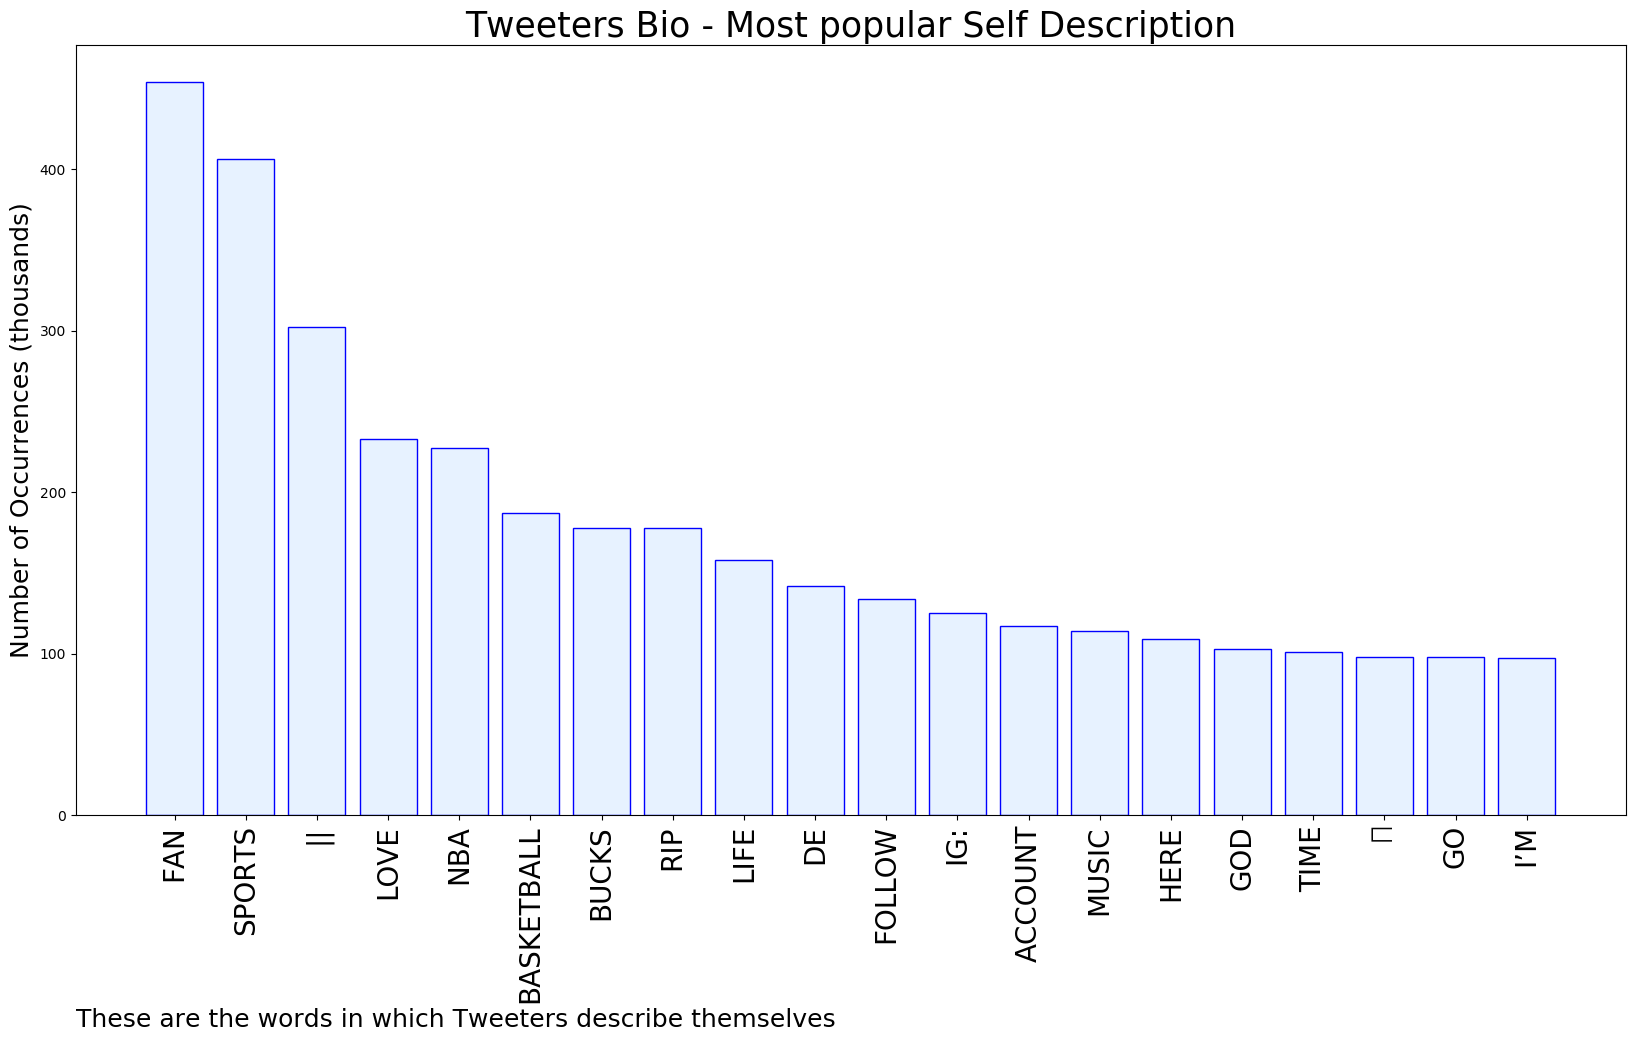 Tweeters Bio - Most popular Self Description
Number of Occurrences (thousands)
400
300
200
100
0
FAN
SPORTS
||
LOVE
NBA
BASKETBALL
BUCKS
RIP
LIFE
DE
FOLLOW
IG:
ACCOUNT
MUSIC
HERE
GOD
TIME
GO
I’M
These are the words in which Tweeters describe themselves